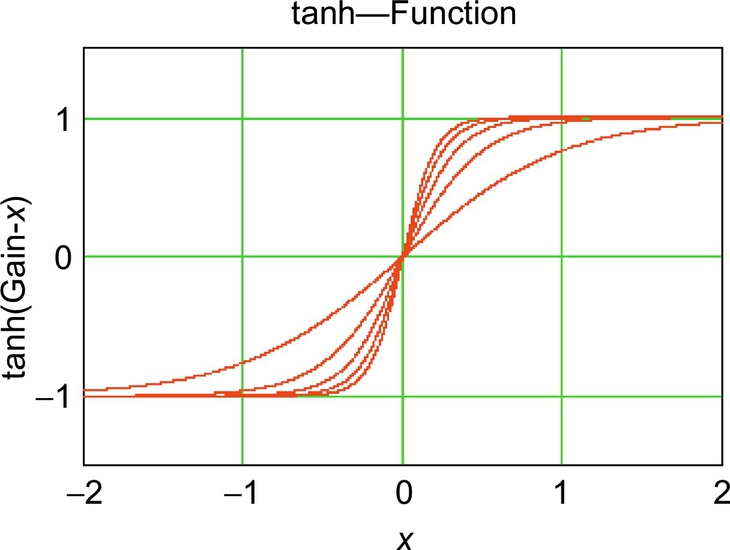 tanh—Function
tanh(Gain-x)
1
0
–1
–2
–1
0
1
2
x